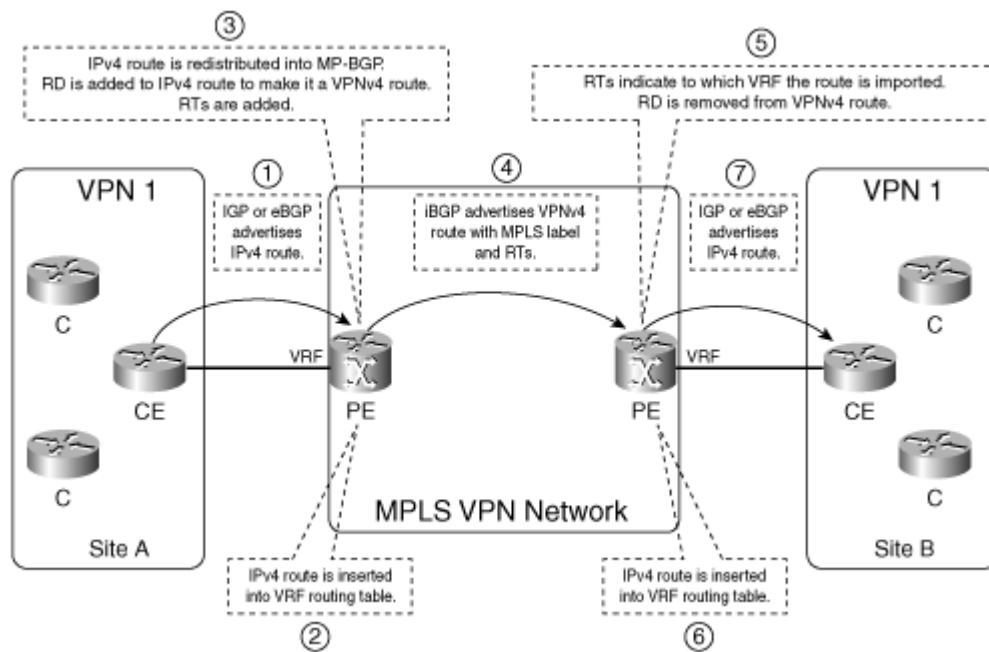 ③
IPv4 route is redistributed into MP-BGP.
RD is added to IPv4 route to make it a VPNv4 route.
RTs are added.
⑤
RTs indicate to which VRF the route is imported.
RD is removed from VPNv4 route.
VPN 1
①
IGP or eBGP
advertises
IPv4 route.
④
iBGP advertises VPNv4
route with MPLS label
and RTs.
⑦
IGP or eBGP
advertises
IPv4 route.
VPN 1
C
C
VRF
VRF
CE
PE
PE
CE
C
C
MPLS VPN Network
Site A
Site B
IPv4 route is inserted
into VRF routing table.
②
IPv4 route is inserted
into VRF routing table.
⑥